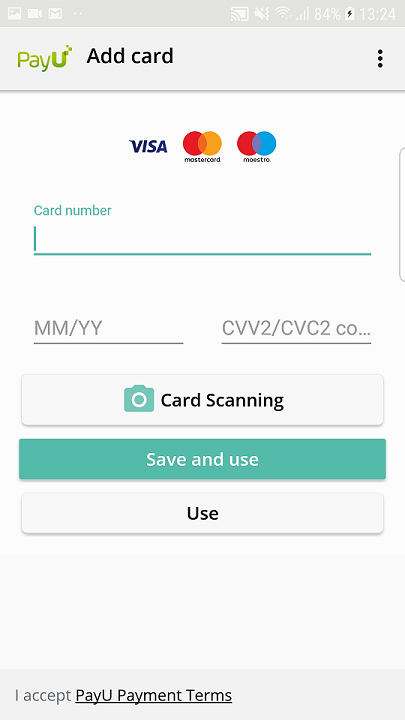 84% 13:24
PayU Add card
VISA mastercard. maestro.
Card number
MM/YY CVV2/CVC2 co...
Card Scanning
Save and use
Use
I accept PayU Payment Terms